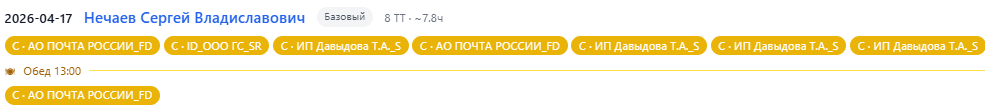 2026-04-17 Нечаев Сергей Владиславович Базовый 8 ТТ · ~7.8ч
С · АО ПОЧТА РОССИИ_FD С · ID_ООО ГС_SR С · ИП Давыдова Т.А._S С · АО ПОЧТА РОССИИ_FD С · ИП Давыдова Т.А._S С · ИП Давыдова Т.А._S С · ИП Давыдова Т.А._S
Обед 13:00
С · АО ПОЧТА РОССИИ_FD